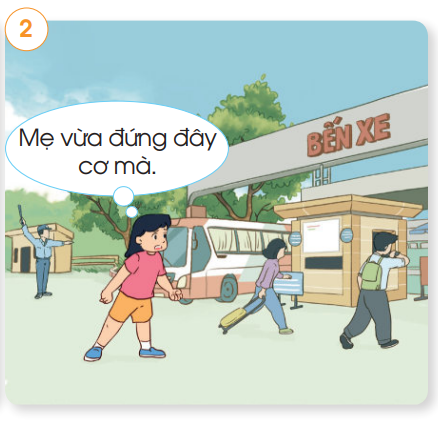 2
Mẹ vừa đứng đây
cơ mà.
BẾN XE